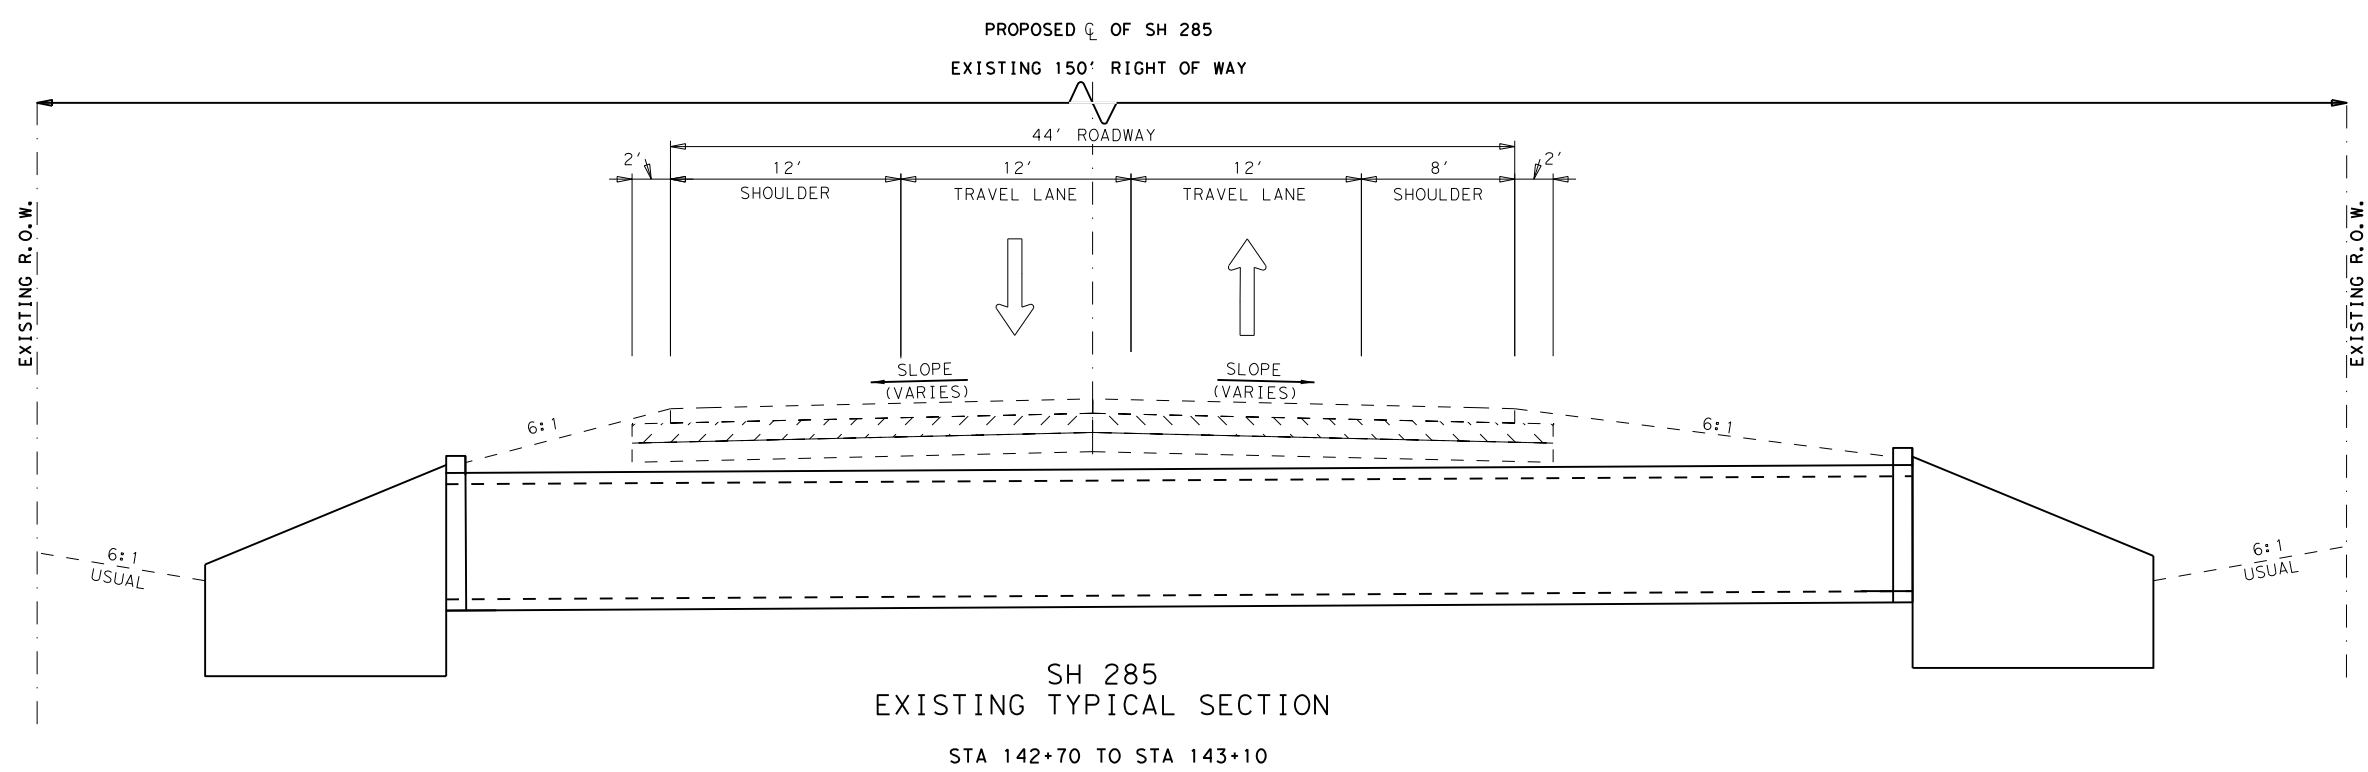 PROPOSED ℄ OF SH 285
EXISTING 150' RIGHT OF WAY
44' ROADWAY
2'
12'
12'
12'
8'
2'
SHOULDER
TRAVEL LANE
TRAVEL LANE
SHOULDER
EXISTING R.O.W.
EXISTING R.O.W.
SLOPE
(VARIES)
SLOPE
(VARIES)
6:1
6:1
6:1
USUAL
6:1
USUAL
SH 285
EXISTING TYPICAL SECTION
STA 142+70 TO STA 143+10